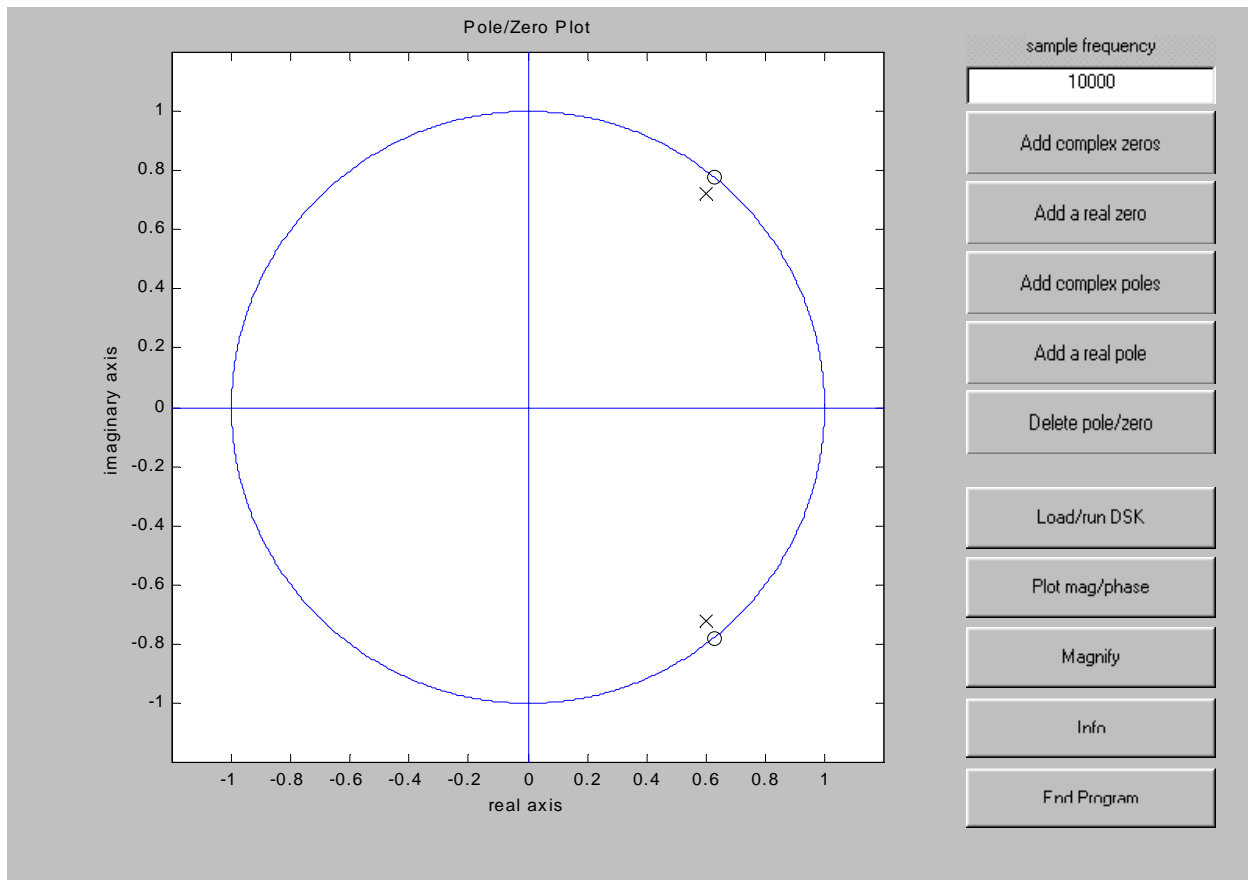 Pole/Zero Plot
imaginary axis
1
0.8
0.6
0.4
0.2
0
-0.2
-0.4
-0.6
-0.8
-1
-1
-0.8
-0.6
-0.4
-0.2
0
0.2
0.4
0.6
0.8
1
real axis
sample frequency
10000
Add complex zeros
Add a real zero
Add complex poles
Add a real pole
Delete pole/zero
Load/run DSK
Plot mag/phase
Magnify
Info
End Program